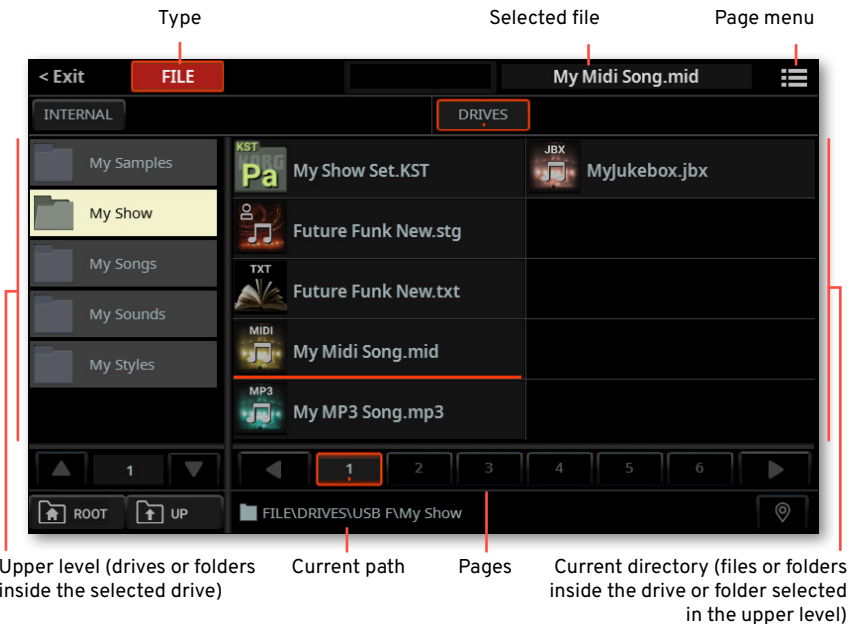 Type
Selected file
Page menu
< Exit
FILE
My Midi Song.mid
INTERNAL
DRIVES
My Samples
My Show
My Songs
My Sounds
My Styles
KST
KORG
Pa
My Show Set.KST
JBX
MyJukebox.jbx
Future Funk New.stg
TXT
Future Funk New.txt
MIDI
My Midi Song.mid
MP3
My MP3 Song.mp3
1
1
2
3
4
5
6
ROOT
UP
FILE\DRIVES\USB F\My Show
Upper level (drives or folders
inside the selected drive)
Current path
Pages
Current directory (files or folders
inside the drive or folder selected
in the upper level)